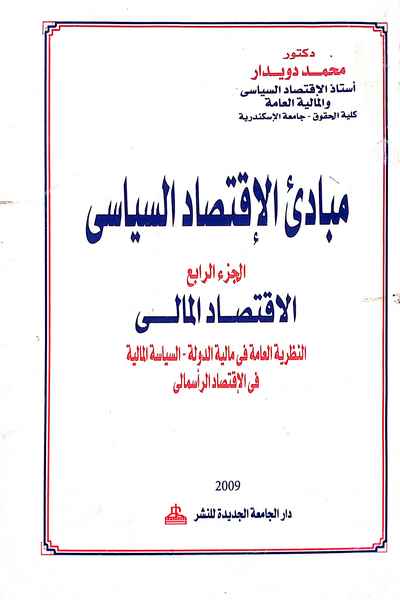 دكتور
محمد دويدار
أستاذ الإقتصاد السياسى
والمالية العامة
كلية الحقوق - جامعة الإسكندرية
مبادئ الإقتصاد السياسى
الجزء الرابع
الاقتصاد المالى
النظرية العامة فى مالية الدولة - السياسة المالية
فى الإقتصاد الرأسمالى
2009
دار الجامعة الجديدة للنشر